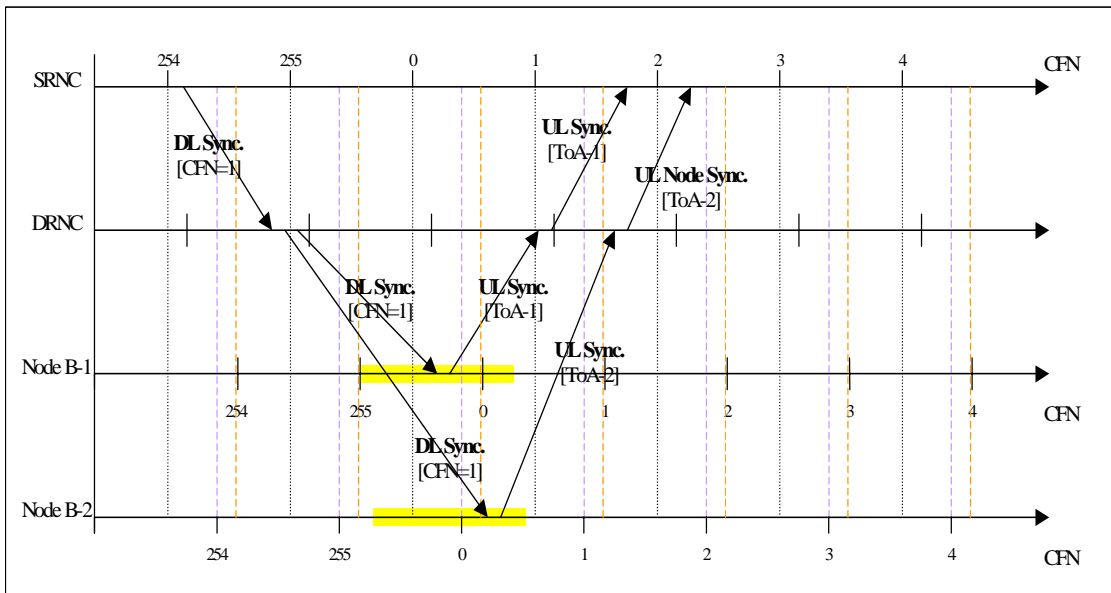 254 255 0 1 2 3 4 CFN
SRNC
DL Sync.
[CFN=1]
UL Sync.
[ToA-1]
UL Node Sync.
[ToA-2]
DRNC
DL Sync.
[CFN=1]
UL Sync.
[ToA-1]
UL Sync.
[ToA-2]
Node B-1
254 255 0 1 2 3 4 CFN
DL Sync.
[CFN=1]
Node B-2
254 255 0 1 2 3 4 CFN